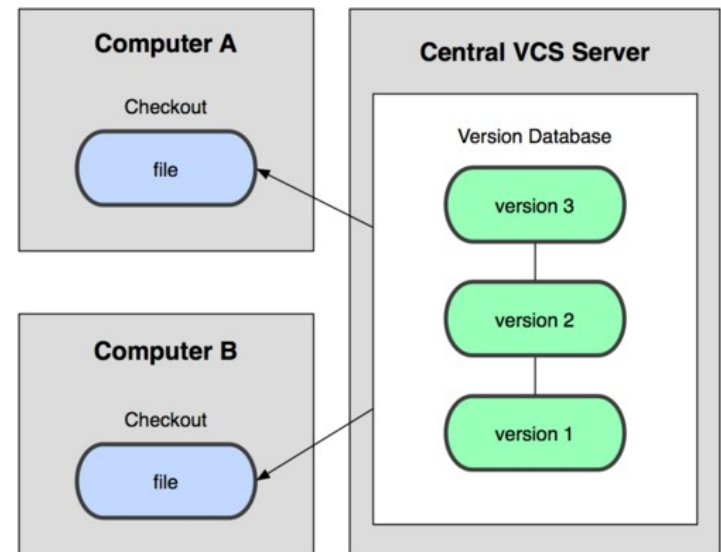 Computer A
Checkout
file
Computer B
Checkout
file
Central VCS Server
Version Database
version 3
version 2
version 1